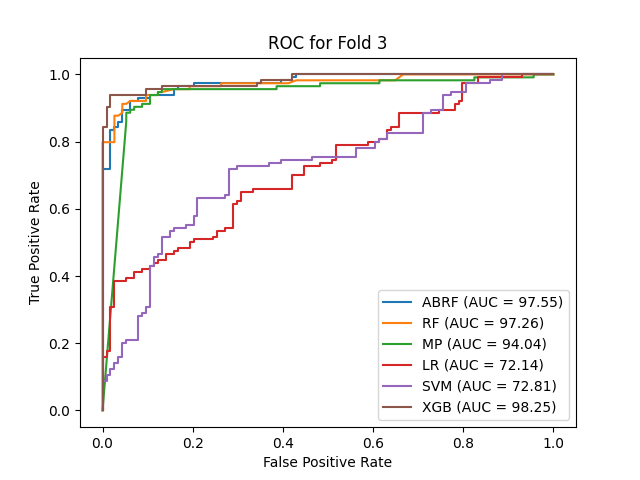 ROC for Fold 3
True Positive Rate
1.0
0.8
0.6
0.4
0.2
0.0
0.0
0.2
0.4
0.6
0.8
1.0
False Positive Rate
ABRF (AUC = 97.55)
RF (AUC = 97.26)
MP (AUC = 94.04)
LR (AUC = 72.14)
SVM (AUC = 72.81)
XGB (AUC = 98.25)